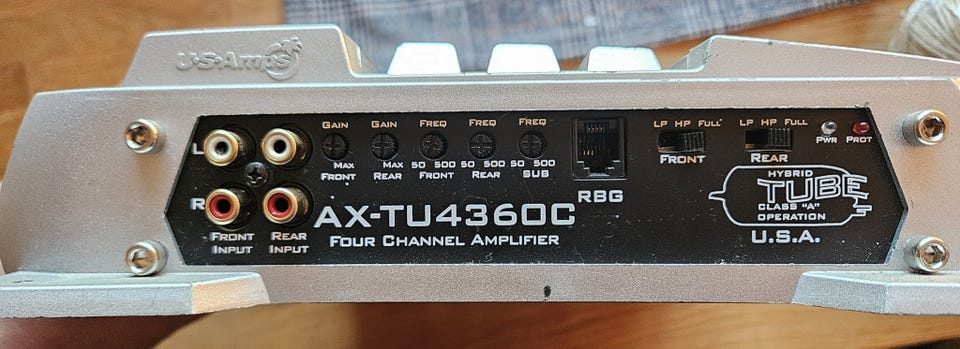 U.S.Amps
GAIN GAIN FREQ FREQ FREQ
LP HP FULL LP HP FULL
PWR PROT
L
MAX MAX 50 500 50 500 50 500
FRONT REAR FRONT REAR SUB
FRONT REAR
RBG
HYBRID
TUBE
CLASS "A"
OPERATION
U.S.A.
R
AX-TU4360C
FOUR CHANNEL AMPLIFIER
FRONT INPUT
REAR INPUT